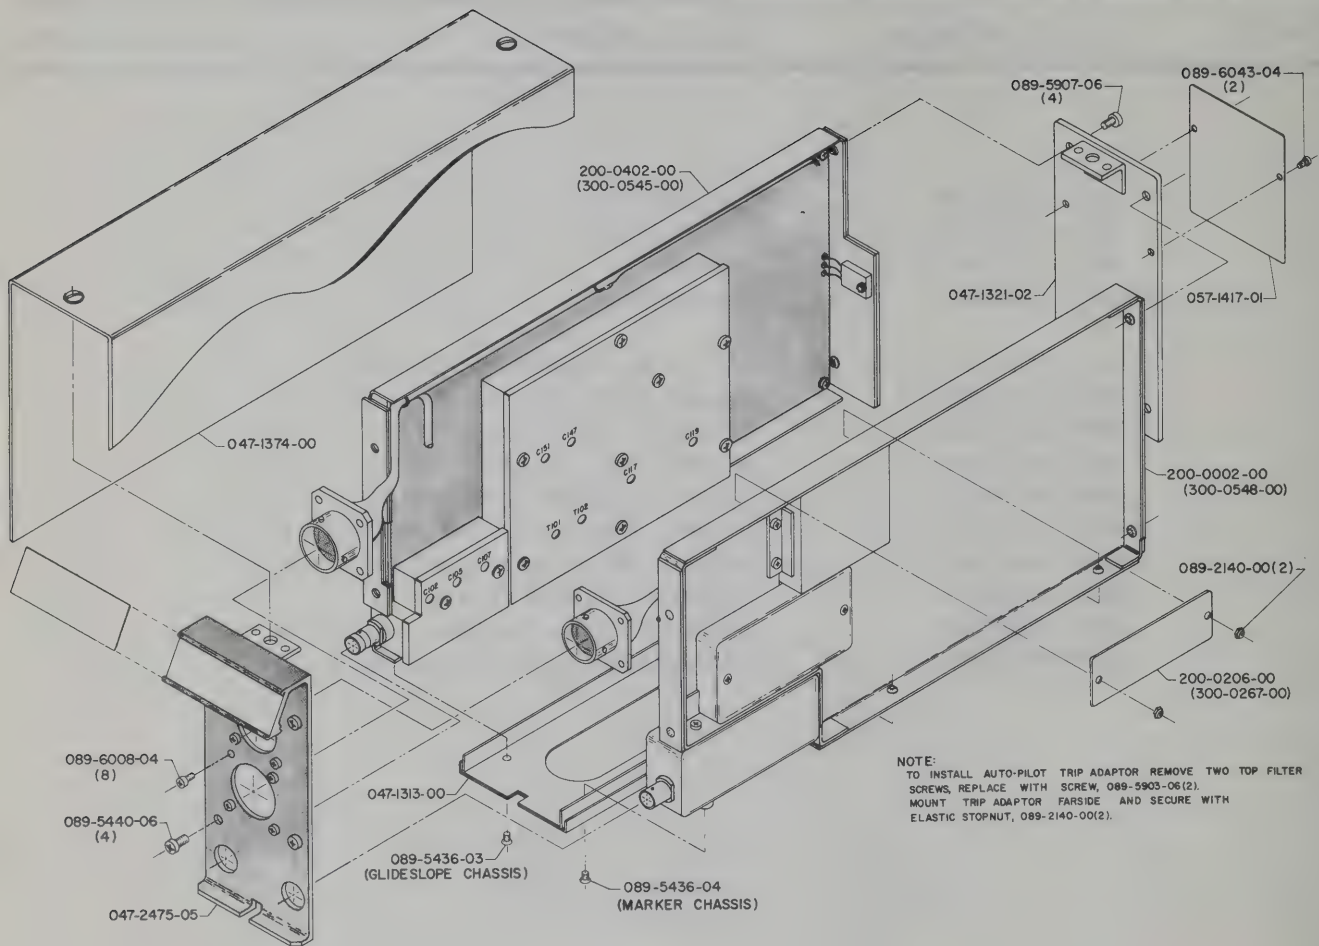 089-6043-04
(2)
089-5907-06
(4)
200-0402-00
(300-0545-00)
047-1321-02
057-1417-01
047-1374-00
C151
C147
C119
C117
T101
T102
C102
C105
C107
200-0002-00
(300-0548-00)
089-2140-00(2)
200-0206-00
(300-0267-00)
089-6008-04
(8)
047-1313-00
089-5440-06
(4)
089-5436-03
(GLIDESLOPE CHASSIS)
089-5436-04
(MARKER CHASSIS)
047-2475-05
NOTE:
TO INSTALL AUTO-PILOT TRIP ADAPTOR REMOVE TWO TOP FILTER
SCREWS, REPLACE WITH SCREW, 089-5903-06(2).
MOUNT TRIP ADAPTOR FARSIDE AND SECURE WITH
ELASTIC STOPNUT, 089-2140-00(2).